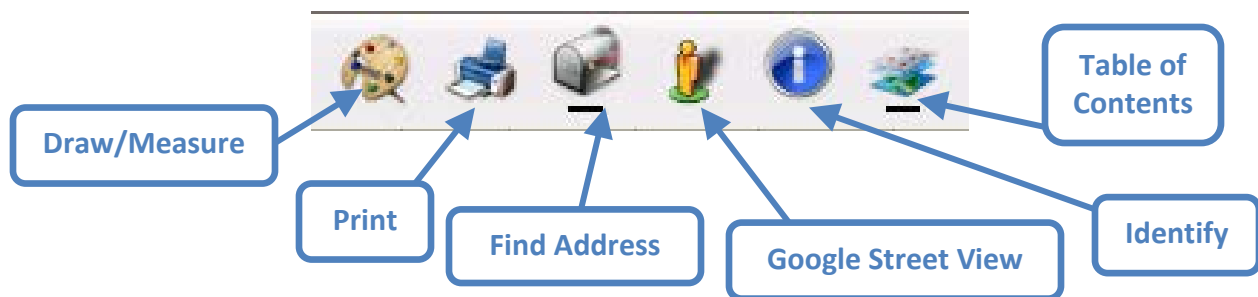 Table of
Contents
Draw/Measure
Print
Find Address
Google Street View
Identify